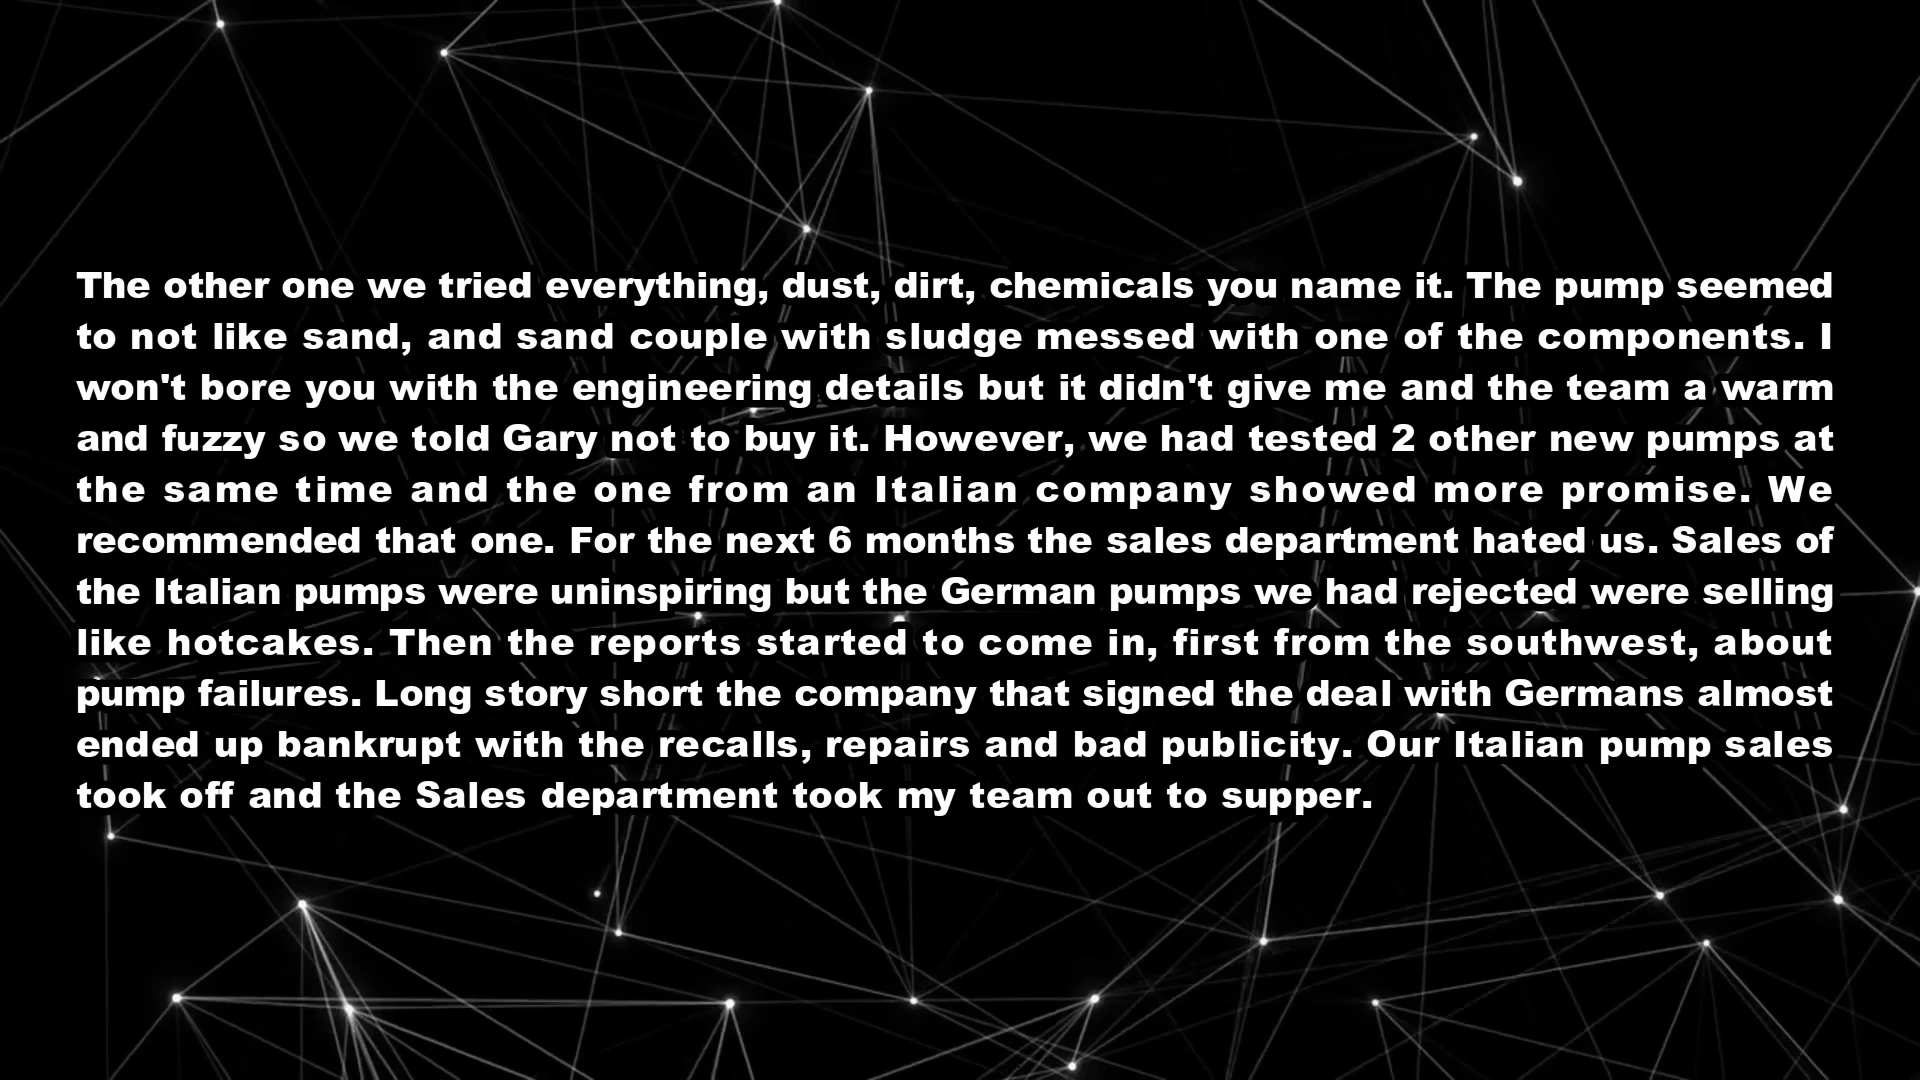 The other one we tried everything, dust, dirt, chemicals you name it. The pump seemed
to not like sand, and sand couple with sludge messed with one of the components. I
won't bore you with the engineering details but it didn't give me and the team a warm
and fuzzy so we told Gary not to buy it. However, we had tested 2 other new pumps at
the same time and the one from an Italian company showed more promise. We
recommended that one. For the next 6 months the sales department hated us. Sales of
the Italian pumps were uninspiring but the German pumps we had rejected were selling
like hotcakes. Then the reports started to come in, first from the southwest, about
pump failures. Long story short the company that signed the deal with Germans almost
ended up bankrupt with the recalls, repairs and bad publicity. Our Italian pump sales
took off and the Sales department took my team out to supper.